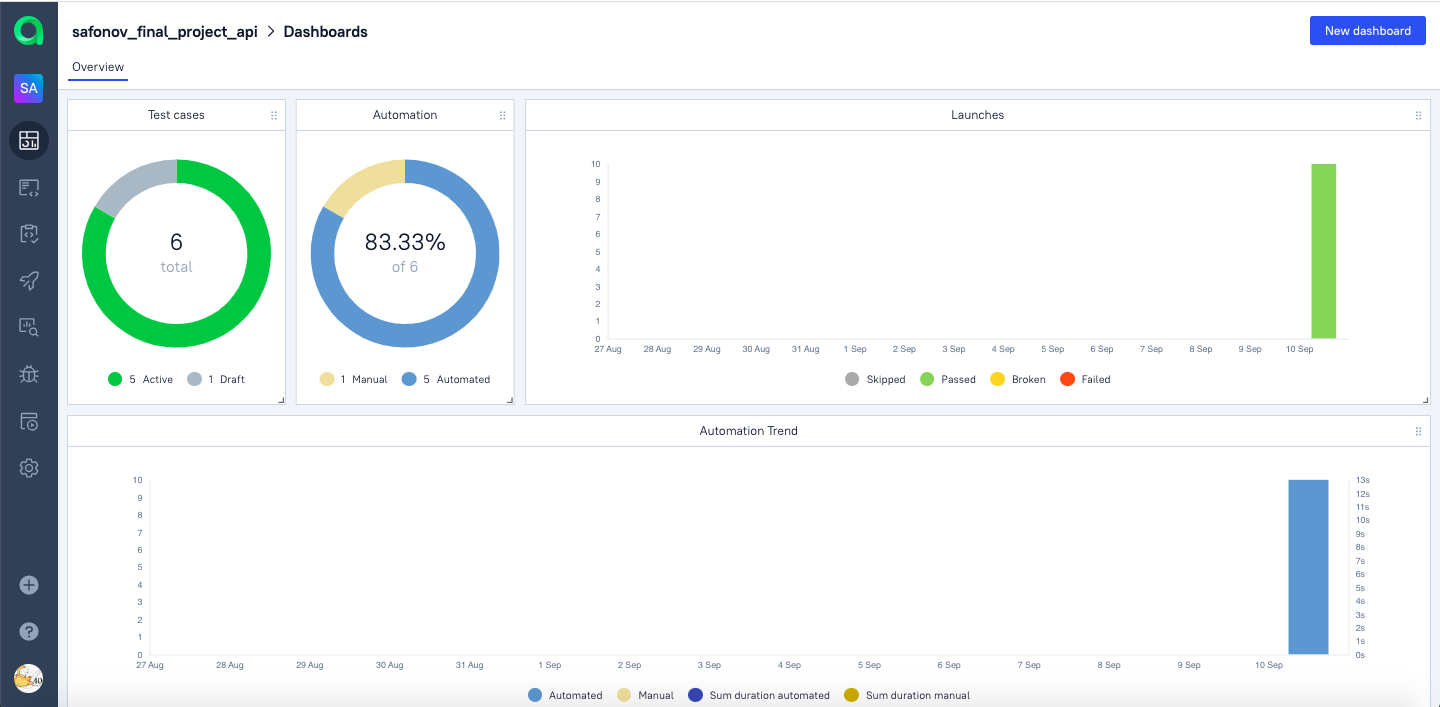 safonov_final_project_api > Dashboards
New dashboard
Overview
SA
Test cases
6
total
5 Active 1 Draft
Automation
83.33%
of 6
1 Manual 5 Automated
Launches
10
9
8
7
6
5
4
3
2
1
0
27 Aug 28 Aug 29 Aug 30 Aug 31 Aug 1 Sep 2 Sep 3 Sep 4 Sep 5 Sep 6 Sep 7 Sep 8 Sep 9 Sep 10 Sep
Skipped Passed Broken Failed
Automation Trend
10
9
8
7
6
5
4
3
2
1
0
13s
12s
11s
10s
9s
8s
7s
6s
5s
4s
3s
2s
1s
0s
27 Aug 28 Aug 29 Aug 30 Aug 31 Aug 1 Sep 2 Sep 3 Sep 4 Sep 5 Sep 6 Sep 7 Sep 8 Sep 9 Sep 10 Sep
Automated Manual Sum duration automated Sum duration manual